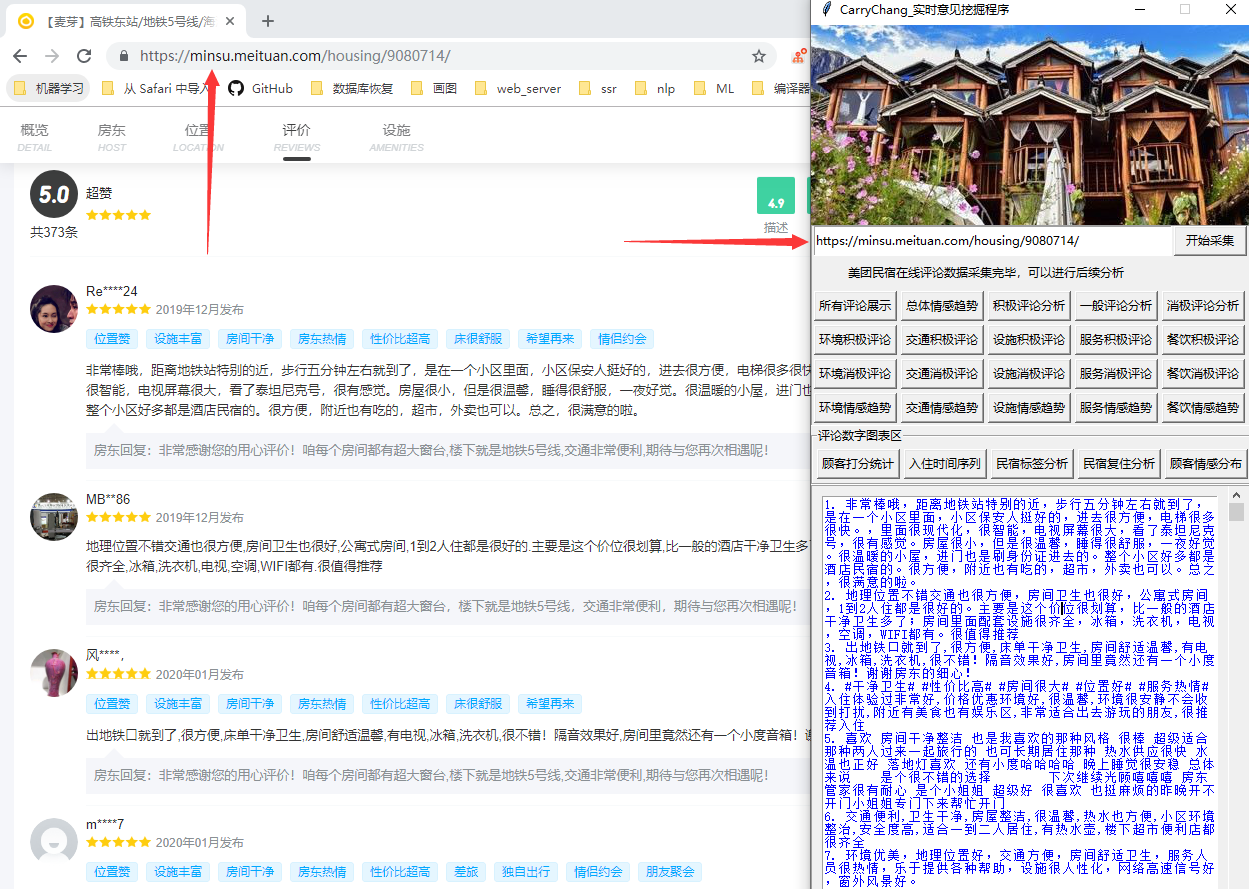 【麦芽】高铁东站/地铁5号线/海
CarryChang_实时意见挖掘程序
https://minsu.meituan.com/housing/9080714/
机器学习
从 Safari 中导入
GitHub
数据库恢复
画图
web_server
ssr
nlp
ML
编译器
概览 房东 位置 评价 设施
DETAIL HOST LOCATION REVIEWS AMENITIES
5.0 超赞
共373条
4.9
描述
Re****24
2019年12月发布
位置赞 设施丰富 房间干净 房东热情 性价比超高 床很舒服 希望再来 情侣约会
非常棒哦，距离地铁站特别的近，步行五分钟左右就到了，是在一个小区里面，小区保安人挺好的，进去很方便，电梯很多很快
很智能，电视屏幕很大，看了泰坦尼克号，很有感觉。房屋很小，但是很温馨，睡得很舒服，一夜好觉。很温暖的小屋，进门也
整个小区好多都是酒店民宿的。很方便，附近也有吃的，超市，外卖也可以。总之，很满意的啦。
房东回复：非常感谢您的用心评价！咱每个房间都有超大窗台,楼下就是地铁5号线,交通非常便利,期待与您再次相遇呢！
MB**86
2019年12月发布
地理位置不错交通也很方便,房间卫生也很好,公寓式房间,1到2人住都是很好的.主要是这个价位很划算,比一般的酒店干净卫生多了
很齐全,冰箱,洗衣机,电视,空调,WIFI都有.很值得推荐
房东回复：非常感谢您的用心评价！咱每个房间都有超大窗台，楼下就是地铁5号线，交通非常便利，期待与您再次相遇呢！
风****,
2020年01月发布
位置赞 设施丰富 房间干净 房东热情 性价比超高 床很舒服 希望再来
出地铁口就到了,很方便,床单干净卫生,房间舒适温馨,有电视,冰箱,洗衣机,很不错！隔音效果好,房间里竟然还有一个小度音箱！谢
房东回复：非常感谢您的用心评价！咱每个房间都有超大窗台,楼下就是地铁5号线,交通非常便利,期待与您再次相遇呢！
m****7
2020年01月发布
位置赞 设施丰富 房间干净 房东热情 性价比超高 差旅 独自出行 情侣约会 朋友聚会
https://minsu.meituan.com/housing/9080714/ 开始采集
美团民宿在线评论数据采集完毕，可以进行后续分析
所有评论展示 总体情感趋势 积极评论分析 一般评论分析 消极评论分析
环境积极评论 交通积极评论 设施积极评论 服务积极评论 餐饮积极评论
环境消极评论 交通消极评论 设施消极评论 服务消极评论 餐饮消极评论
环境情感趋势 交通情感趋势 设施情感趋势 服务情感趋势 餐饮情感趋势
评论数字图表区
顾客打分统计 入住时间序列 民宿标签分析 民宿复住分析 顾客情感分布
1. 非常棒哦，距离地铁站特别的近，步行五分钟左右就到了，
是在一个小区里面，小区保安人挺好的，进去很方便，电梯很多
很快。，里面很现代化，很智能，电视屏幕很大，看了泰坦尼克
号，很有感觉。房屋很小，但是很温馨，睡得很舒服，一夜好觉
。很温暖的小屋，进门也是刷身份证进去的。整个小区好多都是
酒店民宿的。很方便，附近也有吃的，超市，外卖也可以。总之
，很满意的啦。
2. 地理位置不错交通也很方便，房间卫生也很好，公寓式房间
，1到2人住都是很好的。主要是这个价位很划算，比一般的酒店
干净卫生多了；房间里面配套设施很齐全，冰箱，洗衣机，电视
，空调，WIFI都有。很值得推荐
3. 出地铁口就到了,很方便,床单干净卫生,房间舒适温馨,有电
视,冰箱,洗衣机,很不错！隔音效果好,房间里竟然还有一个小度
音箱！谢谢房东的细心！
4. #干净卫生# #性价比高# #房间很大# #位置好# #服务热情#
入住体验过非常好,价格优惠环境好,很温馨,环境很安静不会收
到打扰,附近有美食也有娱乐区,非常适合出去游玩的朋友,很推
荐入住
5. 喜欢 房间干净整洁 也是我喜欢的那种风格 很棒 超级适合
那种两人过来一起旅行的 也可长期居住那种 热水供应很快 水
温也正好 落地灯喜欢 还有小度哈哈哈哈 晚上睡觉很安稳 总体
来说 是个很不错的选择 下次继续光顾嘻嘻嘻 房东
管家很有耐心 是个小姐姐 超级好 很喜欢 也挺麻烦的昨晚开不
开门小姐姐专门下来帮忙开门
6. 交通便利,卫生干净,房屋整洁,很温馨,热水也方便,小区环境
整治,安全度高,适合一到二人居住,有热水壶,楼下超市便利店都
很齐全
7. 环境优美，地理位置好，交通方便，房间舒适卫生，服务人
员很热情，乐于提供各种帮助，设施很人性化，网络高速信号好
，窗外风景好。